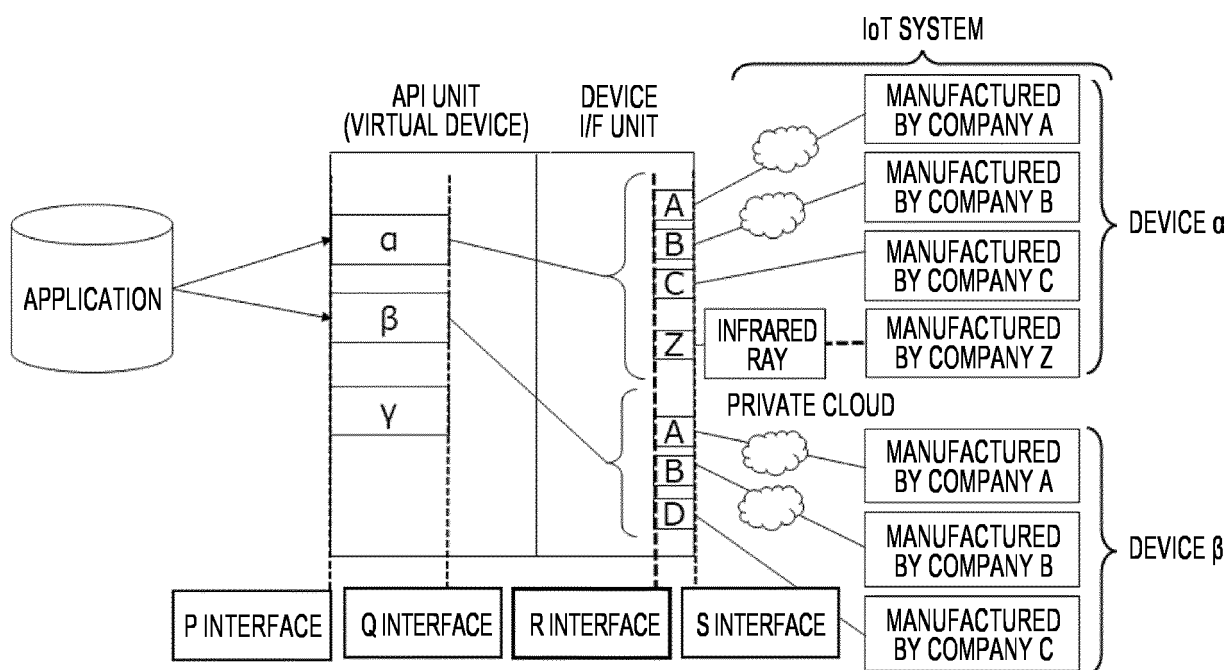 IoT SYSTEM
API UNIT
(VIRTUAL DEVICE)
DEVICE
I/F UNIT
APPLICATION
α
β
γ
A
B
C
Z
INFRARED
RAY
MANUFACTURED
BY COMPANY A
MANUFACTURED
BY COMPANY B
MANUFACTURED
BY COMPANY C
MANUFACTURED
BY COMPANY Z
DEVICE α
PRIVATE CLOUD
A
B
D
MANUFACTURED
BY COMPANY A
MANUFACTURED
BY COMPANY B
MANUFACTURED
BY COMPANY C
DEVICE β
P INTERFACE
Q INTERFACE
R INTERFACE
S INTERFACE